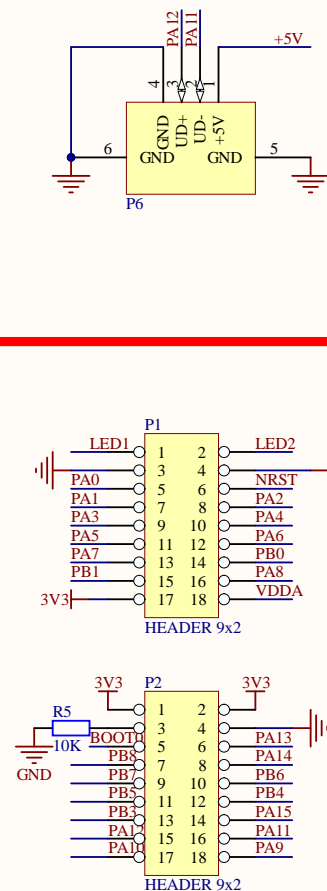 PA12 PA11 +5V
4 3 2 1
GND UD+ UD- +5V
6 GND GND 5
P6
P1
LED1 1 2 LED2
3 4
PA0 5 6 NRST
PA1 7 8 PA2
PA3 9 10 PA4
PA5 11 12 PA6
PA7 13 14 PB0
PB1 15 16 PA8
3V3 17 18 VDDA
HEADER 9x2
3V3 P2 3V3
1 2
R5 3 4
10K BOOT0 5 6 PA13
GND PB8 7 8 PA14
PB7 9 10 PB6
PB5 11 12 PB4
PB3 13 14 PA15
PA12 15 16 PA11
PA10 17 18 PA9
HEADER 9x2